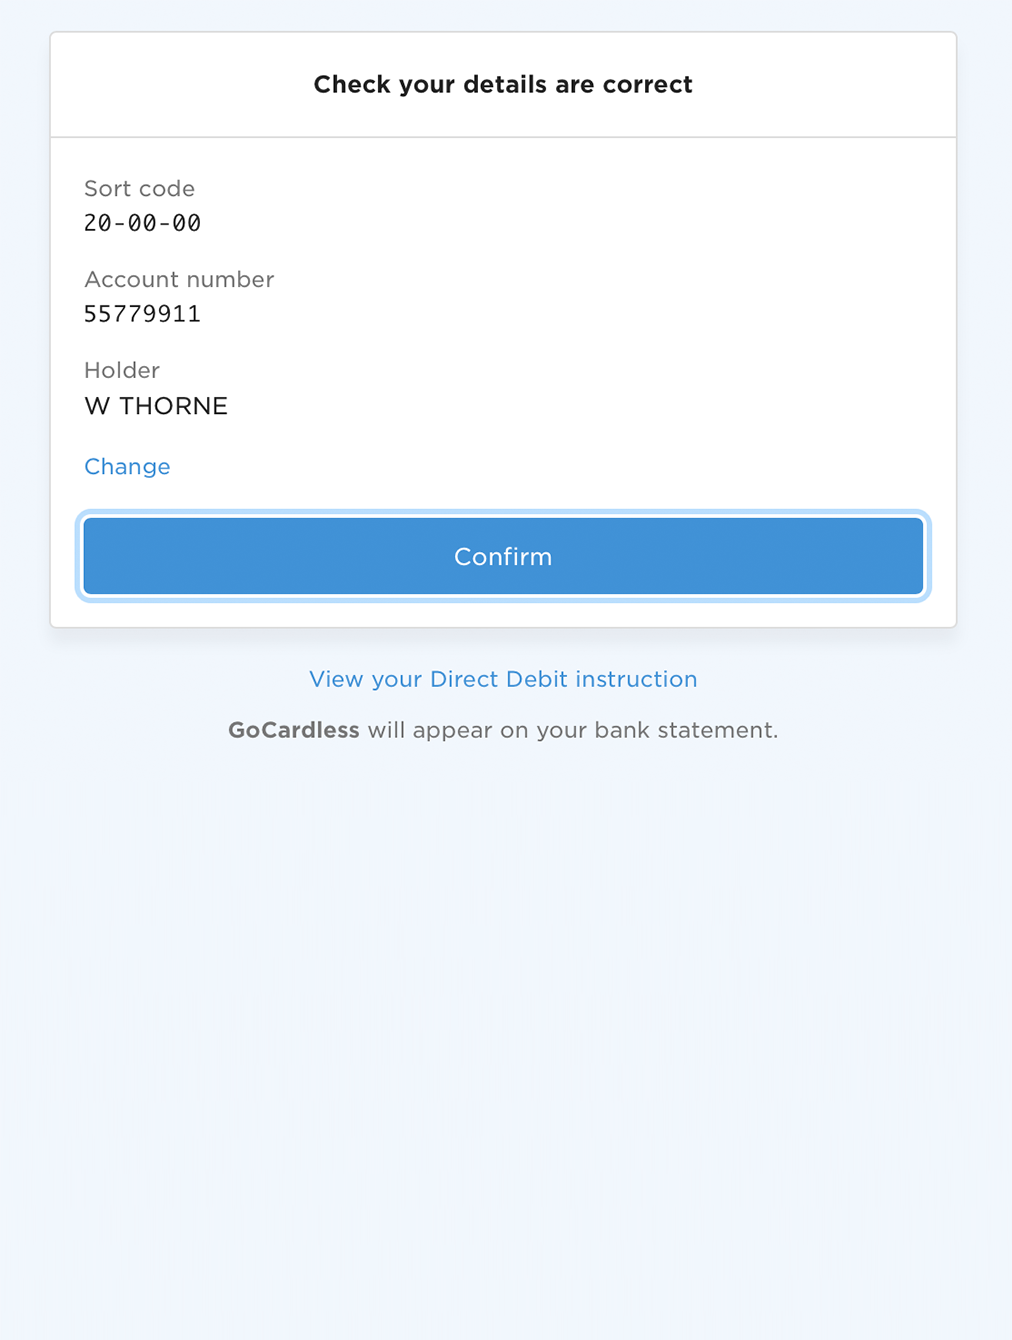 Check your details are correct
Sort code
20-00-00
Account number
55779911
Holder
W THORNE
Change
Confirm
View your Direct Debit instruction
GoCardless will appear on your bank statement.